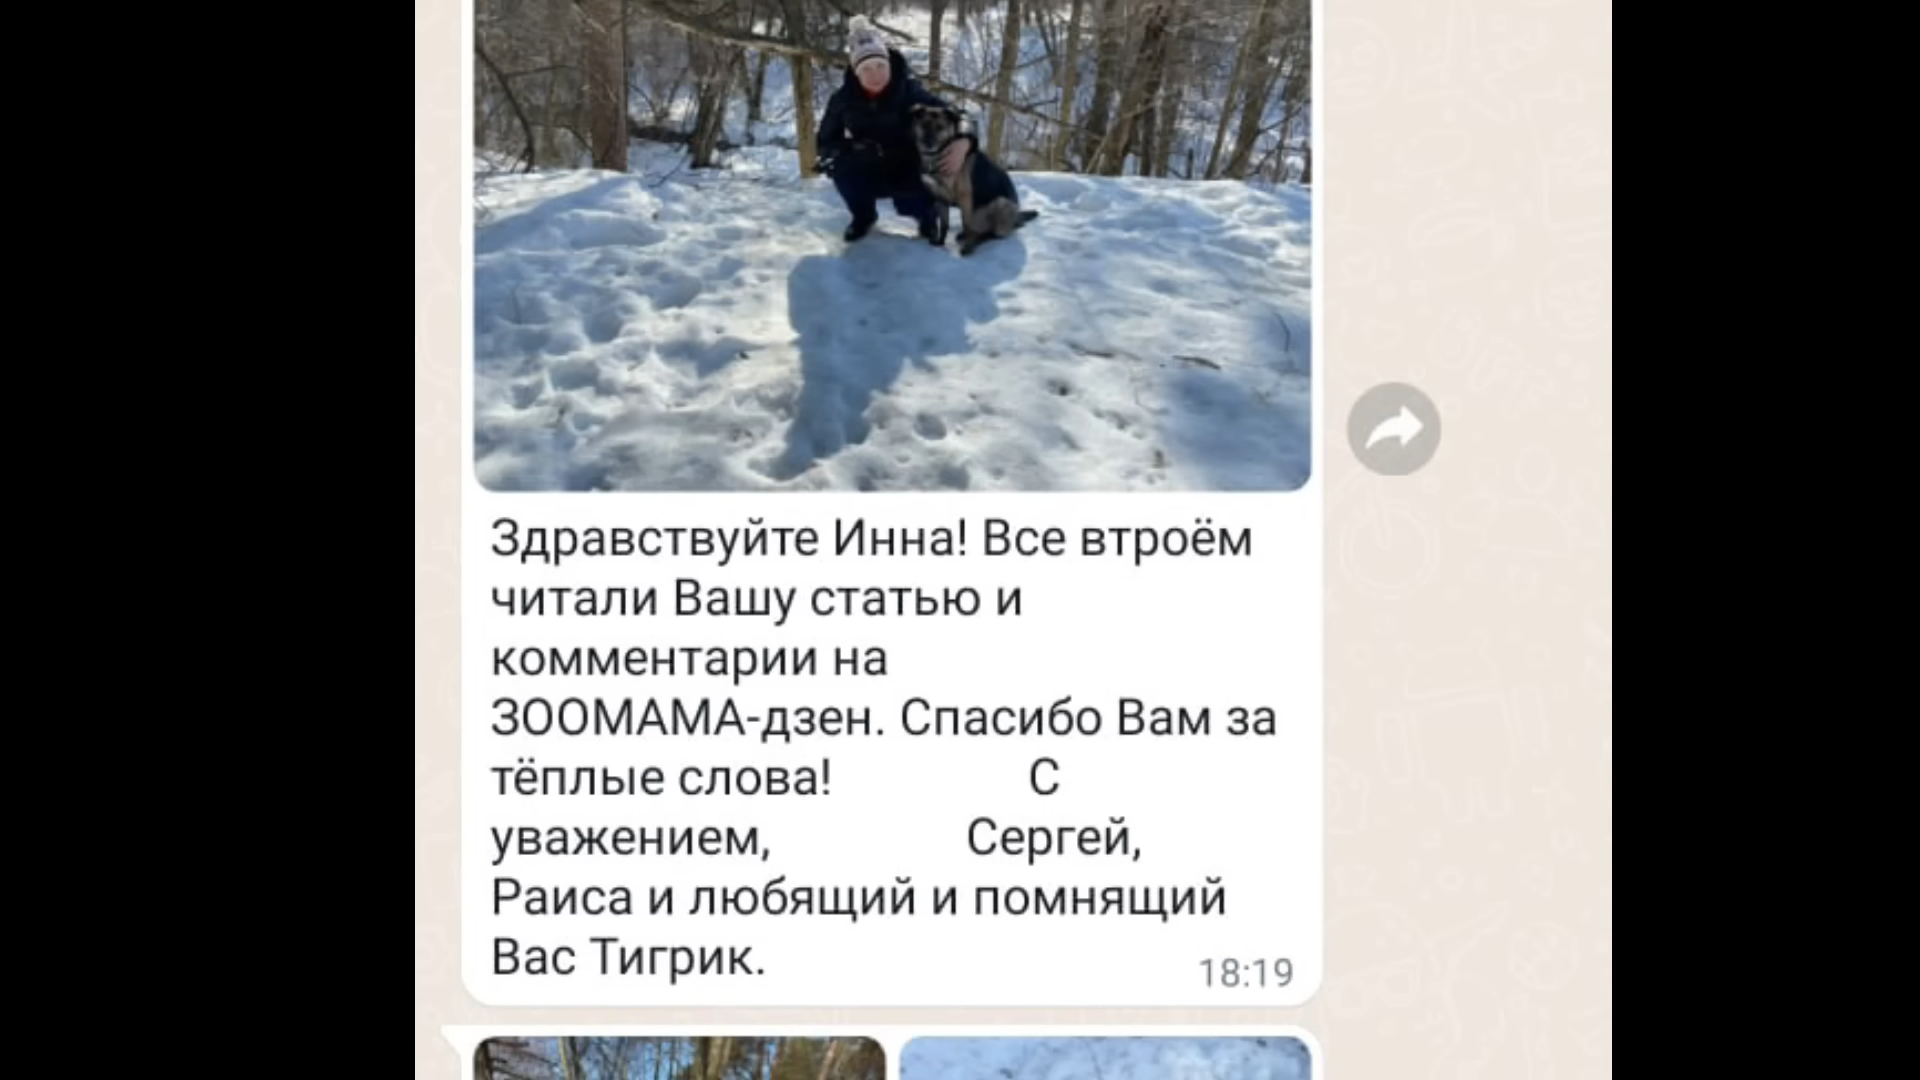 Здравствуйте Инна! Все втроём
читали Вашу статью и
комментарии на
ЗООМАМА-дзен. Спасибо Вам за
тёплые слова! С
уважением, Сергей,
Раиса и любящий и помнящий
Вас Тигрик.
18:19